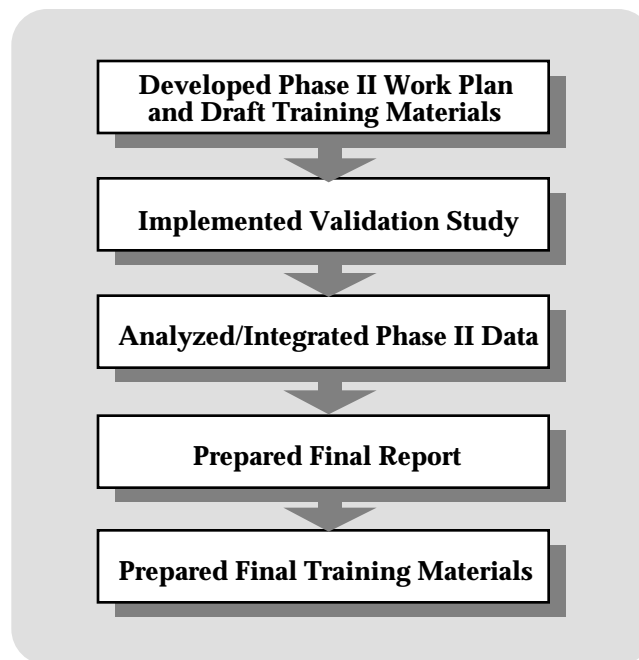 Developed Phase II Work Plan
and Draft Training Materials
Implemented Validation Study
Analyzed/Integrated Phase II Data
Prepared Final Report
Prepared Final Training Materials